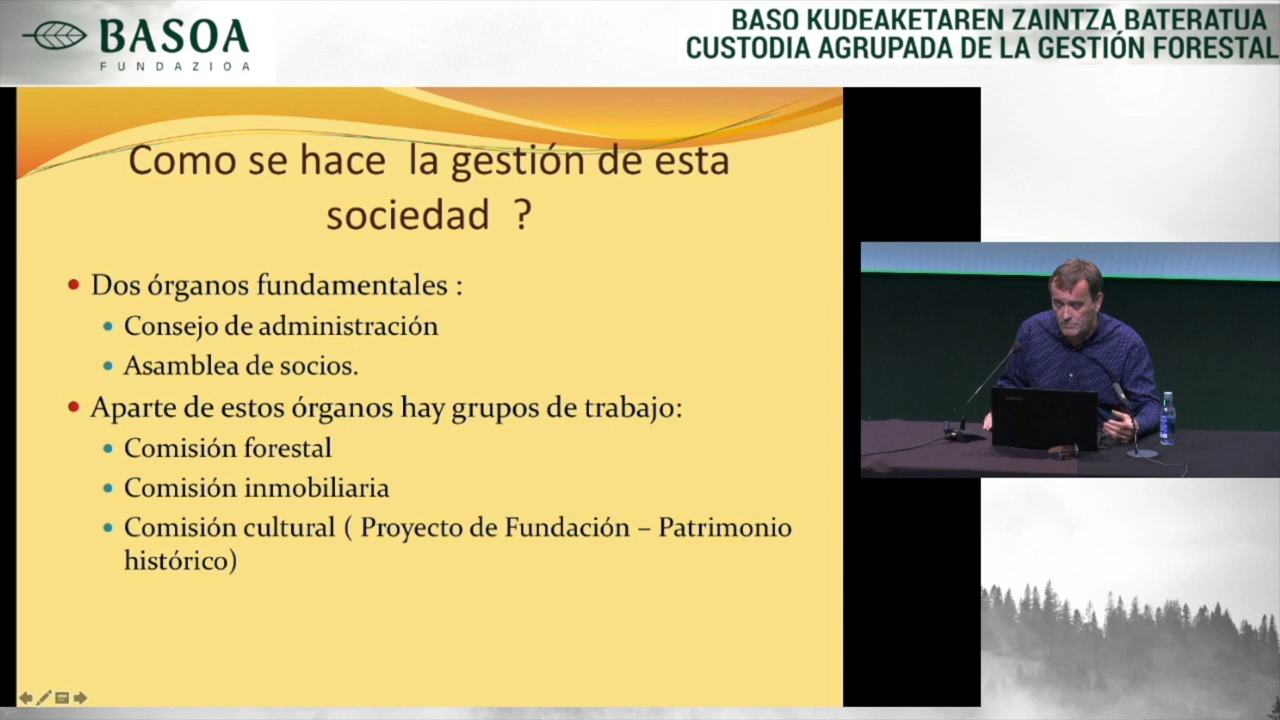 BASOA
FUNDAZIOA
BASO KUDEAKETAREN ZAINTZA BATERATUA
CUSTODIA AGRUPADA DE LA GESTIÓN FORESTAL
Como se hace la gestión de esta
sociedad ?
Dos órganos fundamentales :
Consejo de administración
Asamblea de socios.
Aparte de estos órganos hay grupos de trabajo:
Comisión forestal
Comisión inmobiliaria
Comisión cultural ( Proyecto de Fundación – Patrimonio
histórico)